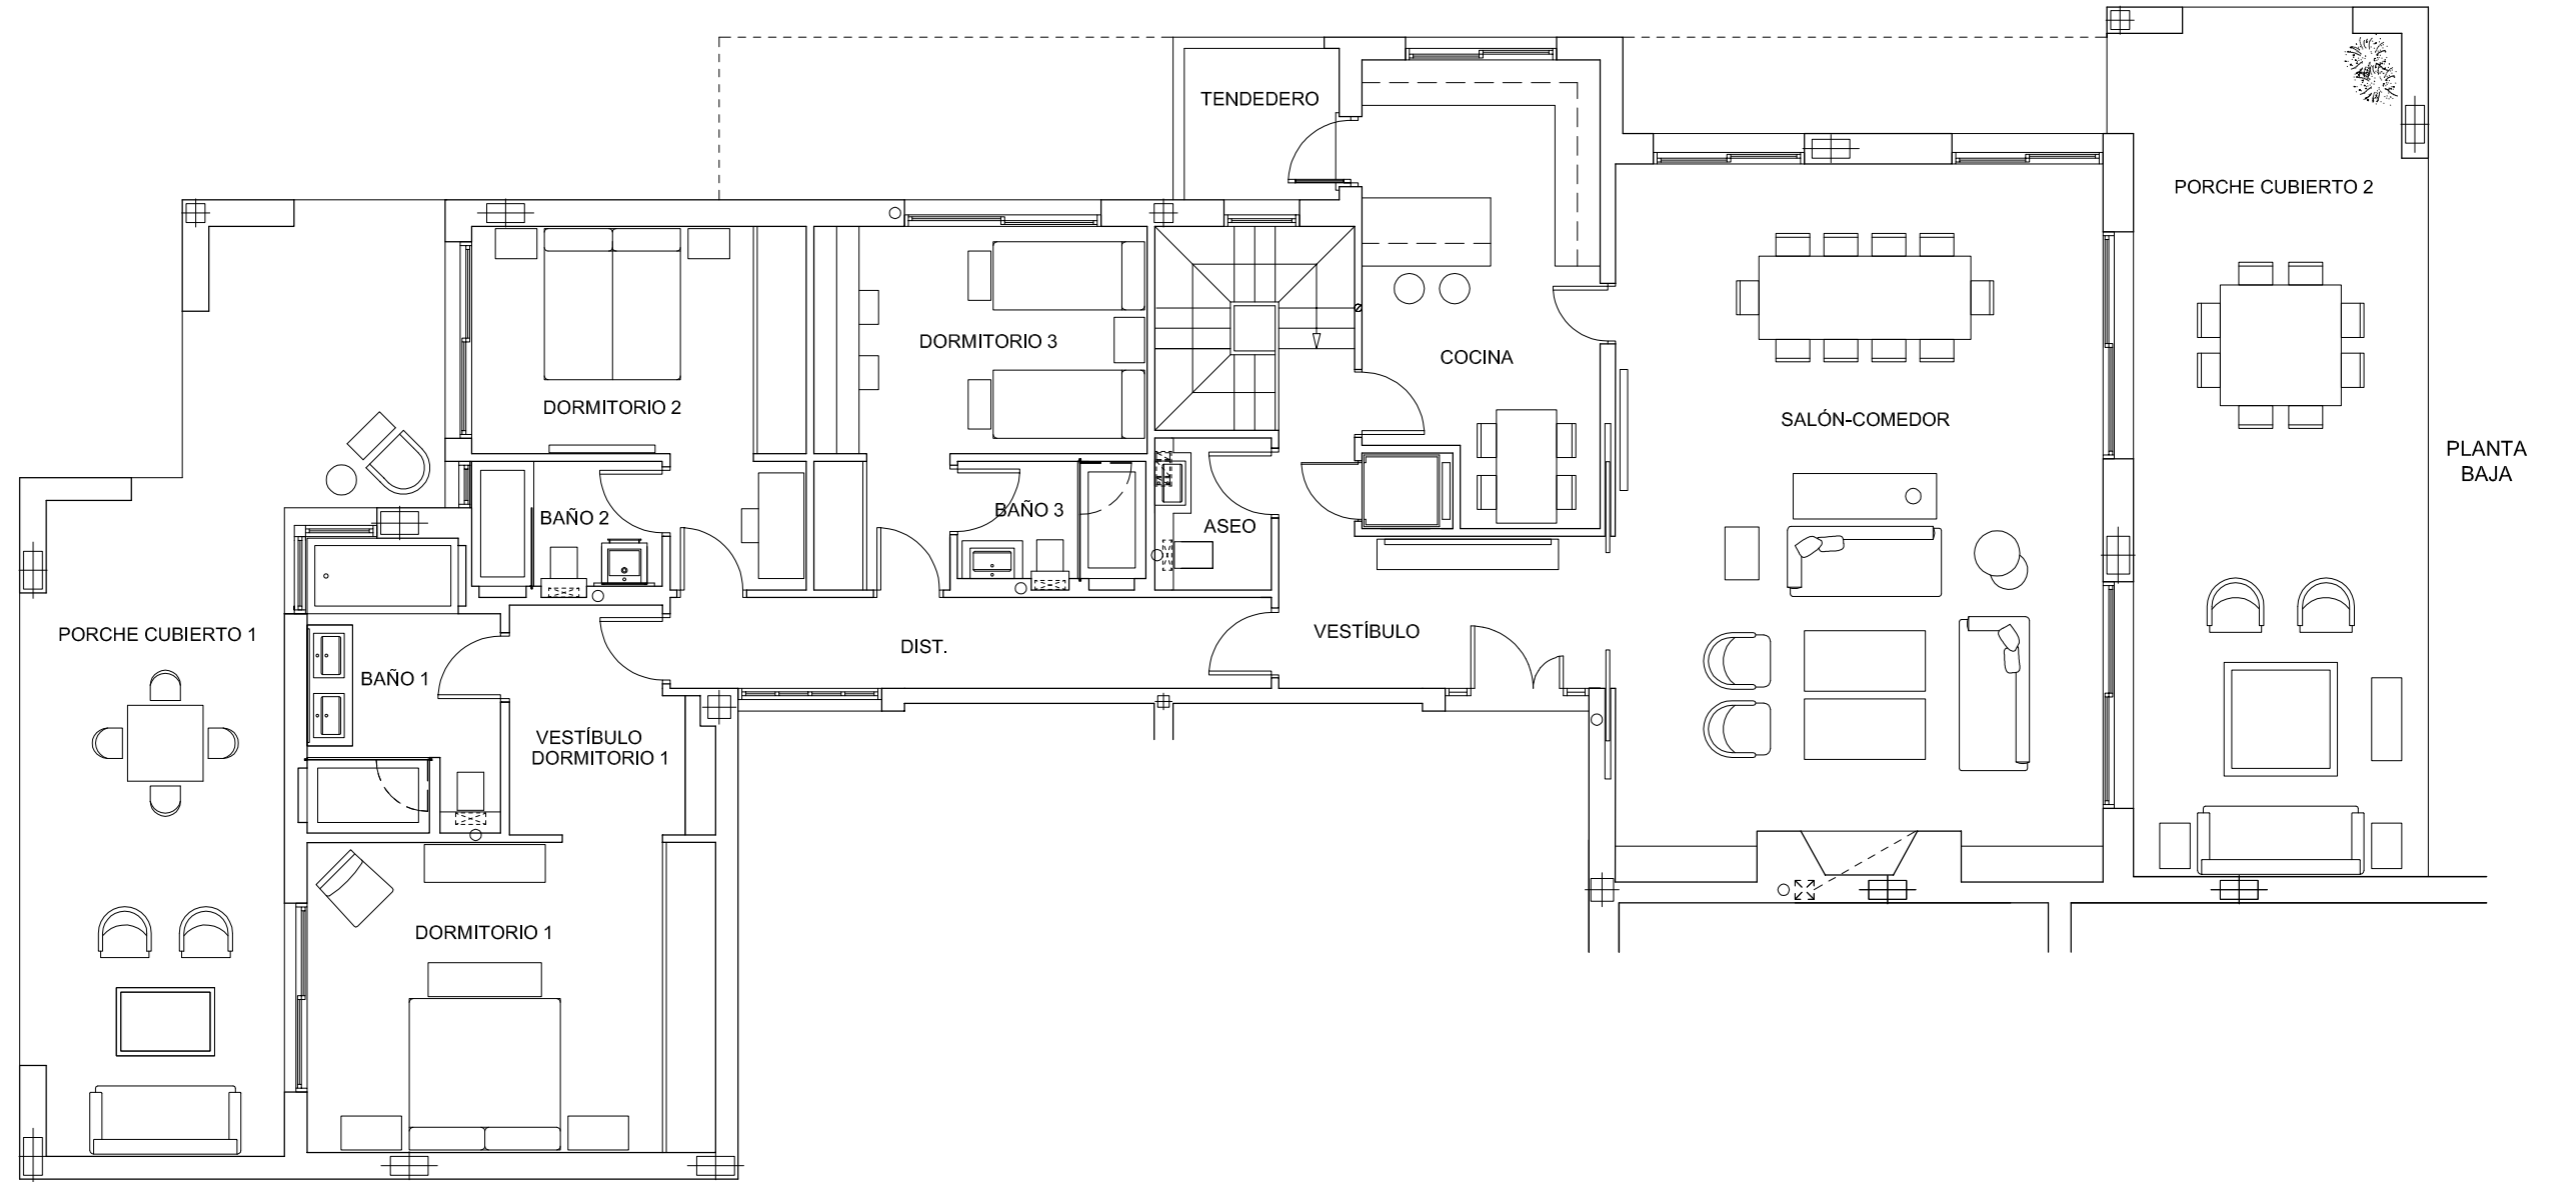 TENDEDERO
PORCHE CUBIERTO 2
DORMITORIO 3
COCINA
DORMITORIO 2
SALÓN-COMEDOR
PLANTA
BAJA
BAÑO 2
BAÑO 3
ASEO
PORCHE CUBIERTO 1
VESTÍBULO
DIST.
BAÑO 1
VESTÍBULO
DORMITORIO 1
DORMITORIO 1